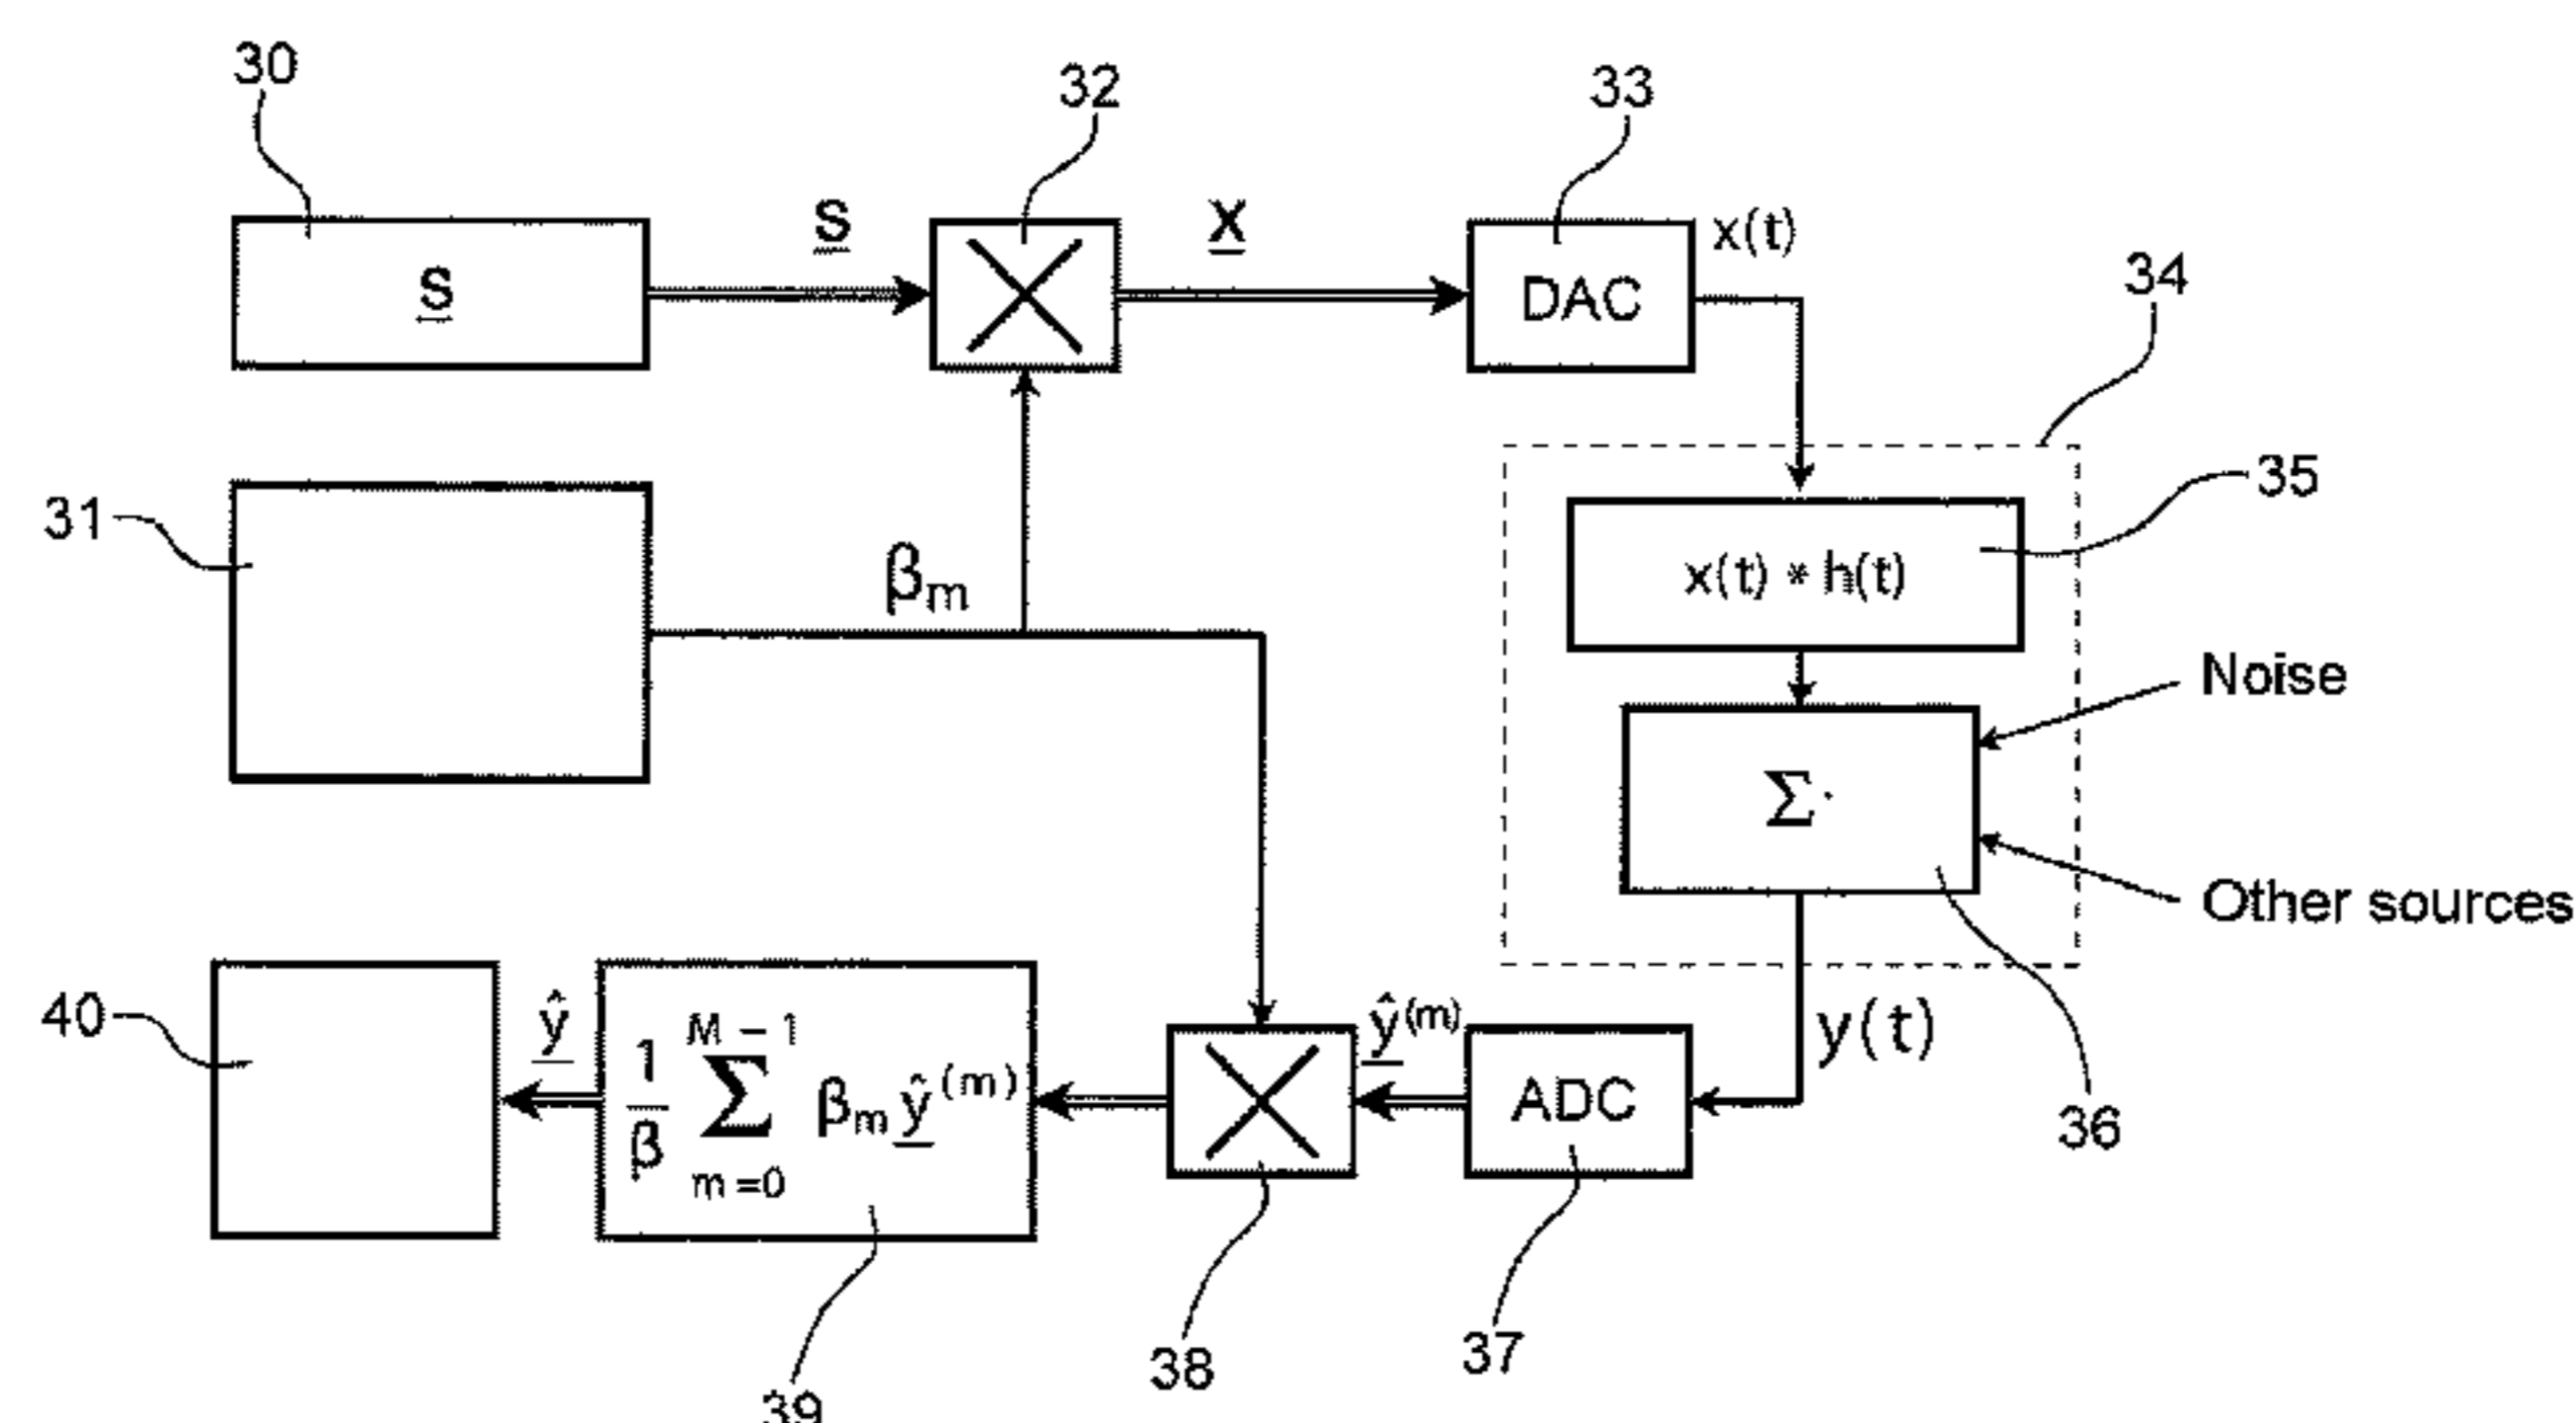 30
32
33
s
x
x(t)
34
s
DAC
31
35
βm
x(t) * h(t)
Noise
Σ
Other sources
40
ŷ
1/β Σ m=0 M – 1 βm ŷ(m)
ŷ(m)
ADC
y(t)
36
39
38
37